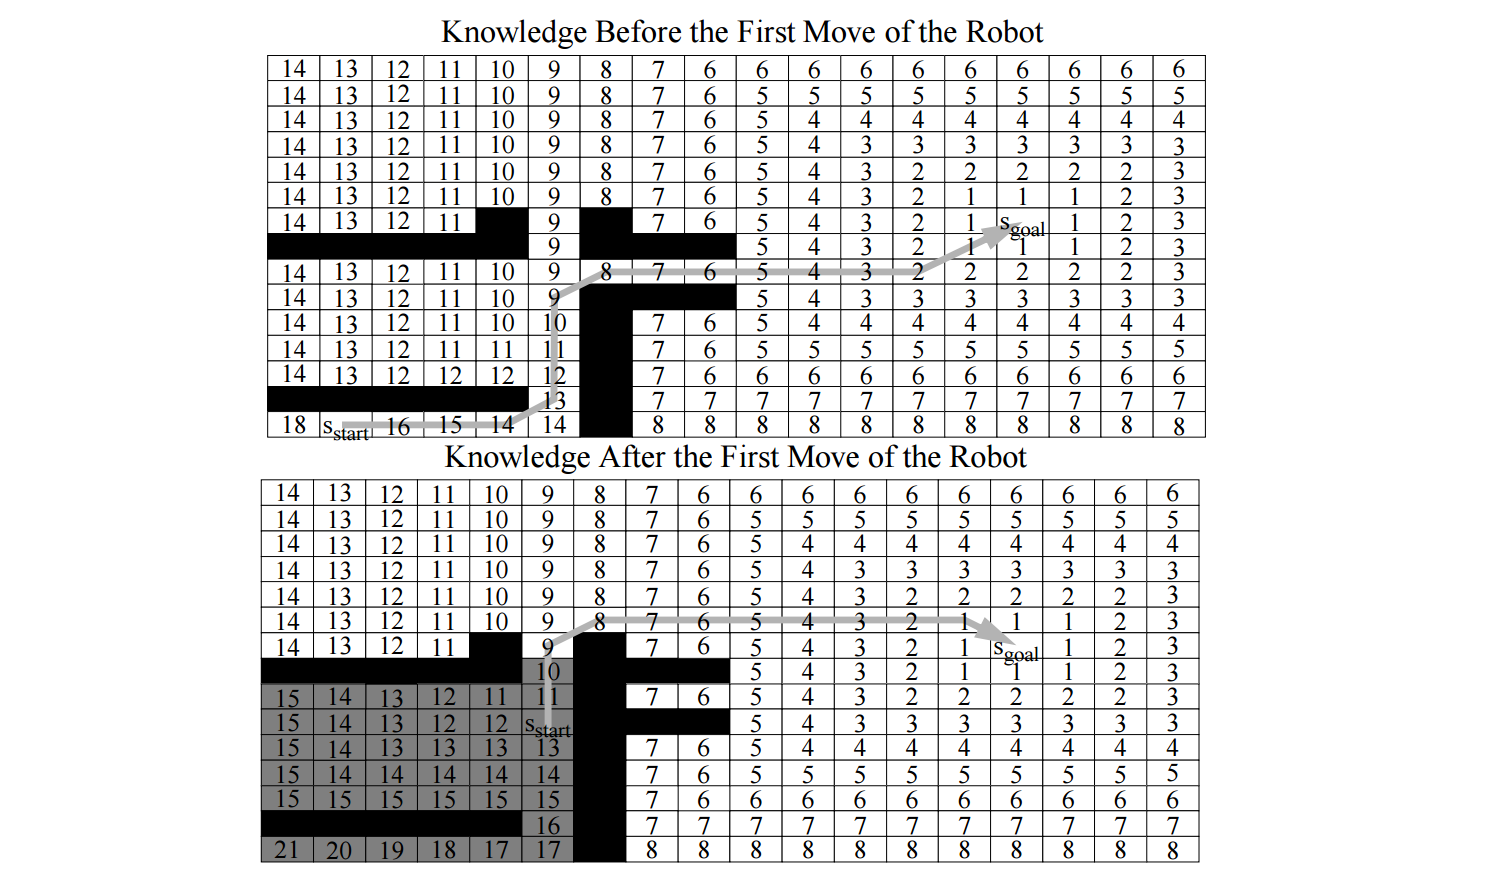 Knowledge Before the First Move of the Robot
14 13 12 11 10 9 8 7 6 6 6 6 6 6 6 6 6 6
14 13 12 11 10 9 8 7 6 5 5 5 5 5 5 5 5 5
14 13 12 11 10 9 8 7 6 5 4 4 4 4 4 4 4 4
14 13 12 11 10 9 8 7 6 5 4 3 3 3 3 3 3 3
14 13 12 11 10 9 8 7 6 5 4 3 2 2 2 2 2 3
14 13 12 11 10 9 8 7 6 5 4 3 2 1 1 1 2 3
14 13 12 11 9 7 6 5 4 3 2 1 sgoal 1 2 3
9 5 4 3 2 1 1 1 2 3
14 13 12 11 10 9 8 7 6 5 4 3 2 2 2 2 2 3
14 13 12 11 10 9 5 4 3 3 3 3 3 3 3
14 13 12 11 10 10 7 6 5 4 4 4 4 4 4 4 4
14 13 12 11 11 11 7 6 5 5 5 5 5 5 5 5 5
14 13 12 12 12 12 7 6 6 6 6 6 6 6 6 6 6
13 7 7 7 7 7 7 7 7 7 7 7
18 sstart 16 15 14 14 8 8 8 8 8 8 8 8 8 8 8
Knowledge After the First Move of the Robot
14 13 12 11 10 9 8 7 6 6 6 6 6 6 6 6 6 6
14 13 12 11 10 9 8 7 6 5 5 5 5 5 5 5 5 5
14 13 12 11 10 9 8 7 6 5 4 4 4 4 4 4 4 4
14 13 12 11 10 9 8 7 6 5 4 3 3 3 3 3 3 3
14 13 12 11 10 9 8 7 6 5 4 3 2 2 2 2 2 3
14 13 12 11 10 9 8 7 6 5 4 3 2 1 1 1 2 3
14 13 12 11 9 7 6 5 4 3 2 1 sgoal 1 2 3
10 5 4 3 2 1 1 1 2 3
15 14 13 12 11 11 7 6 5 4 3 2 2 2 2 2 3
15 14 13 12 12 sstart 5 4 3 3 3 3 3 3 3
15 14 13 13 13 13 7 6 5 4 4 4 4 4 4 4 4
15 14 14 14 14 14 7 6 5 5 5 5 5 5 5 5 5
15 15 15 15 15 15 7 6 6 6 6 6 6 6 6 6 6
16 7 7 7 7 7 7 7 7 7 7 7
21 20 19 18 17 17 8 8 8 8 8 8 8 8 8 8 8